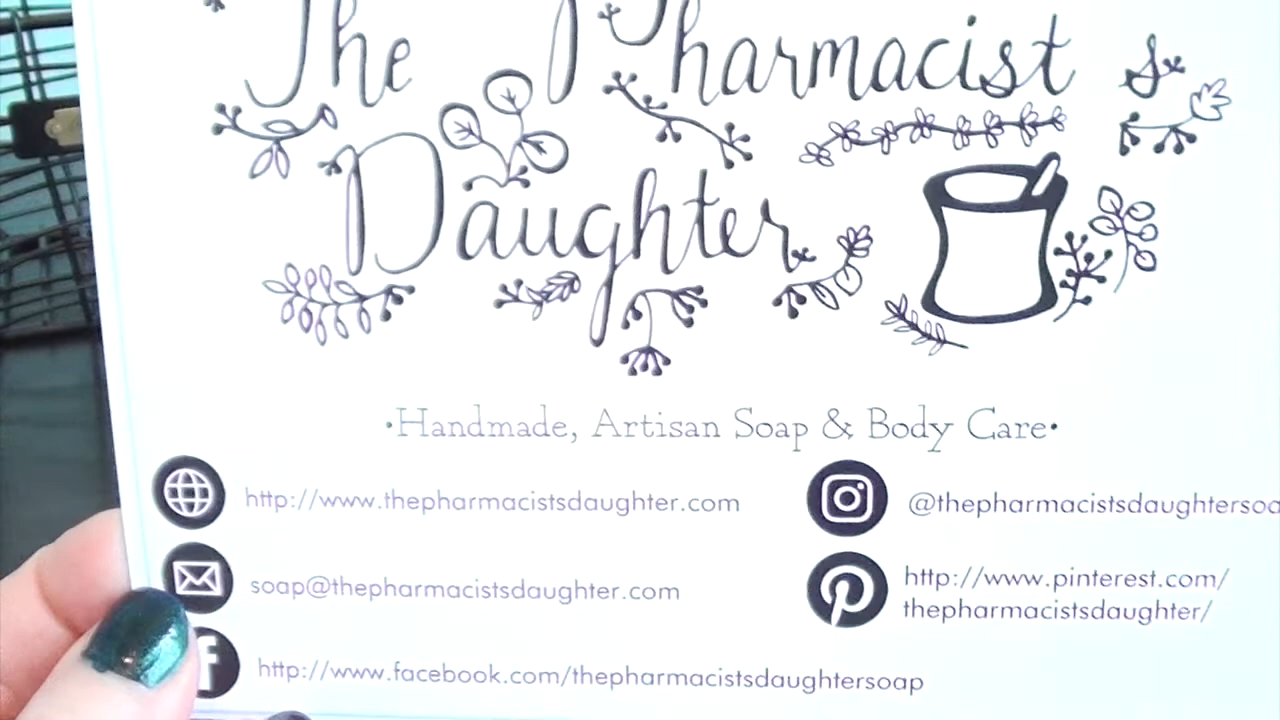 The Pharmacist's
Daughter
•Handmade, Artisan Soap & Body Care•
http://www.thepharmacistsdaughter.com
soap@thepharmacistsdaughter.com
http://www.facebook.com/thepharmacistsdaughtersoap
@thepharmacistsdaughtersoa
http://www.pinterest.com/
thepharmacistsdaughter/